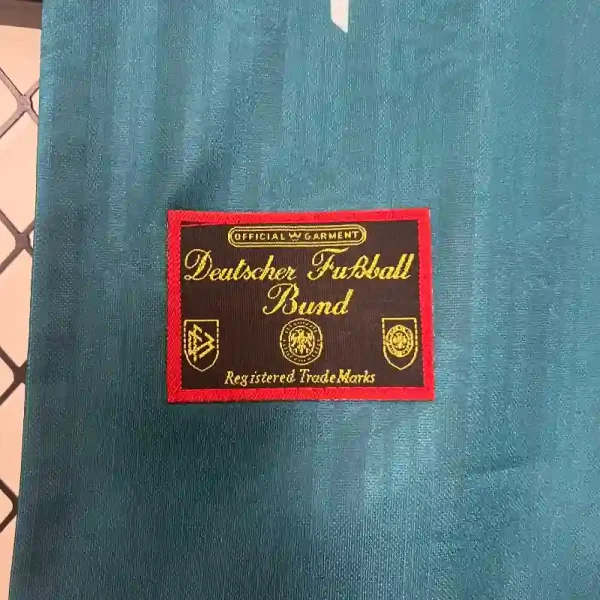 OFFICIAL GARMENT
Deutscher Fußball
Bund
Registered Trade Marks